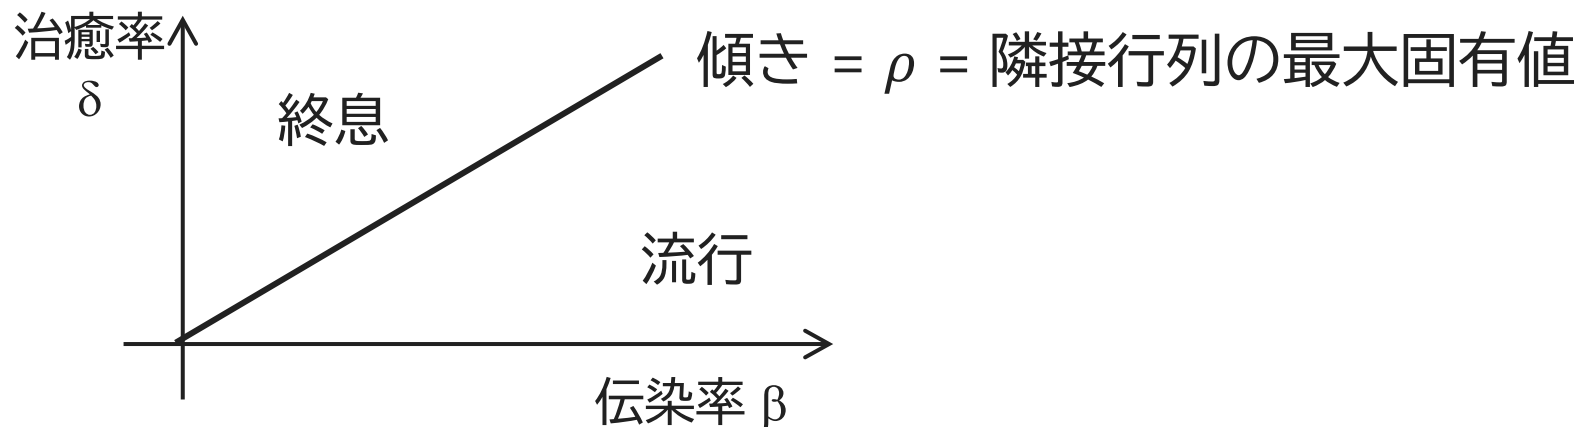 治癒率
δ
終息
傾き = ρ = 隣接行列の最大固有値
流行
伝染率 β